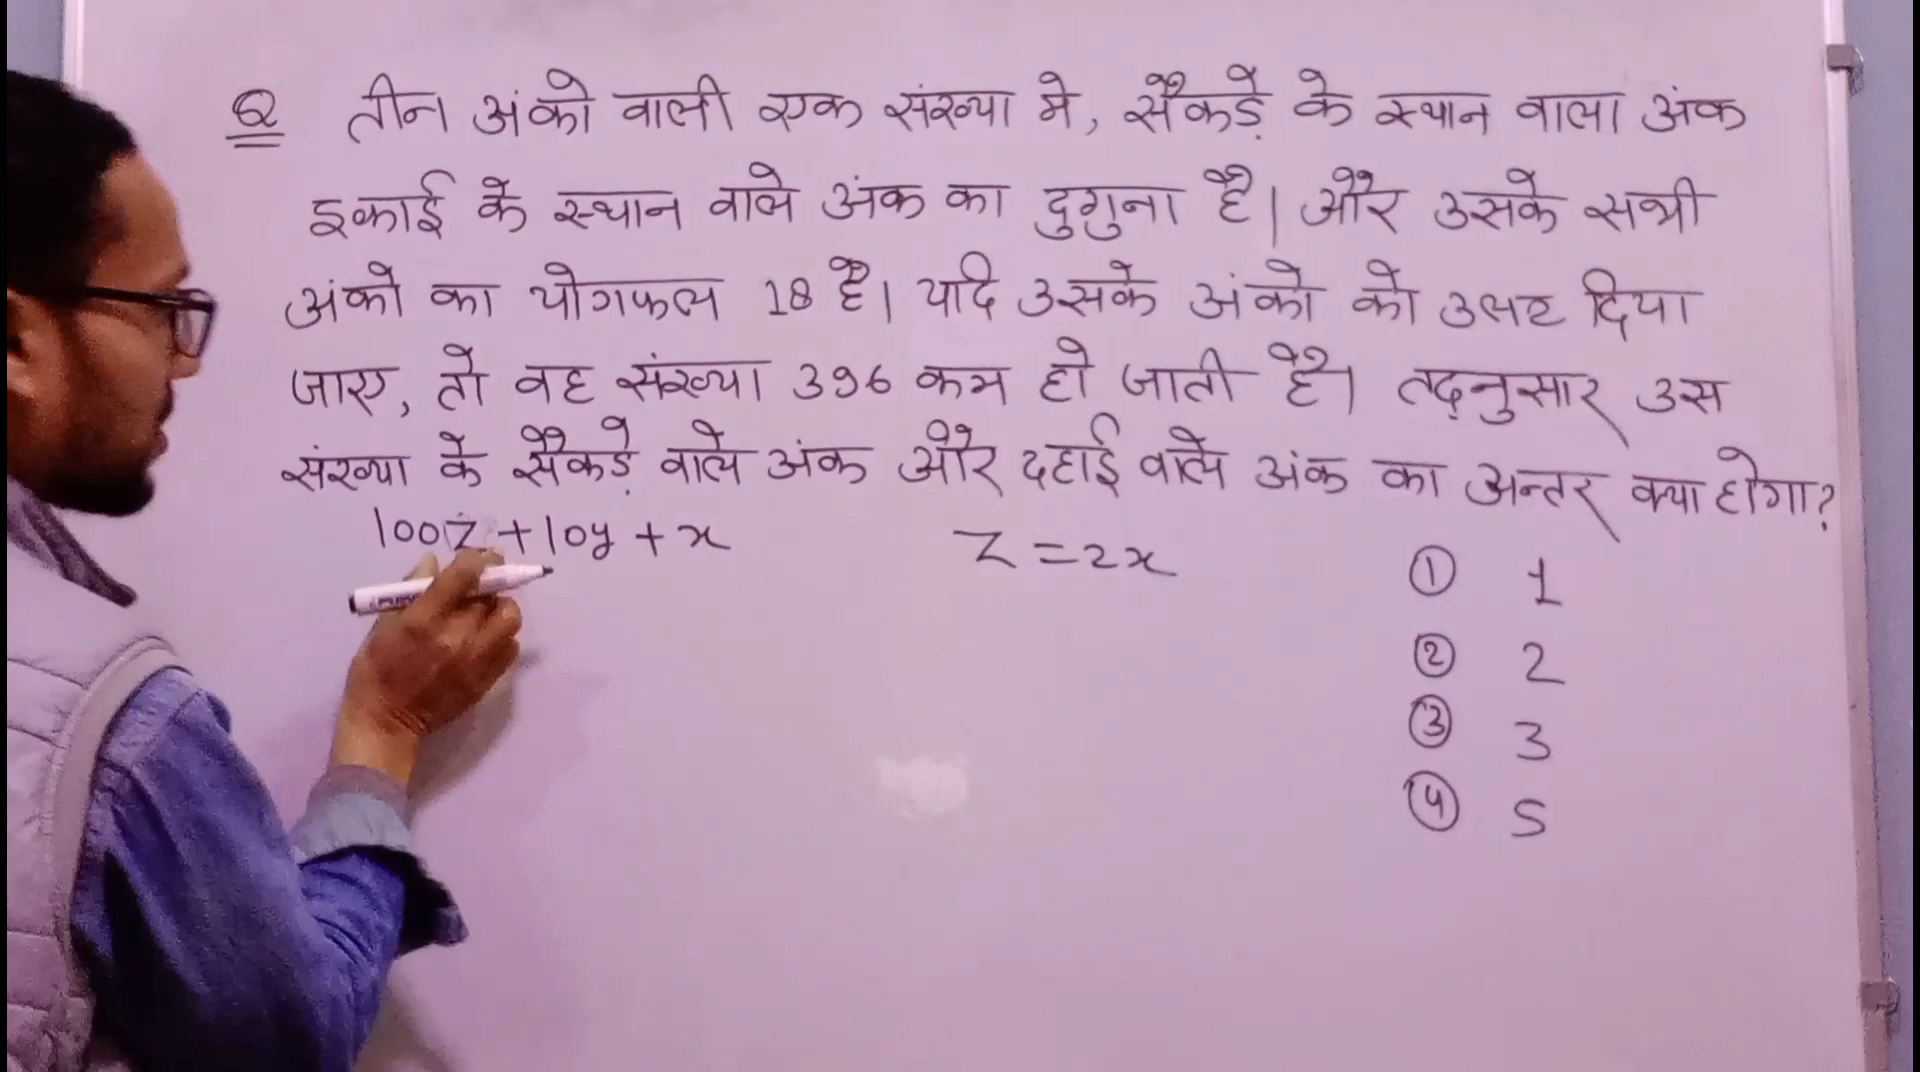 Q तीन अंको वाली एक संख्या मे, सैकड़े के स्थान वाला अंक
इकाई के स्थान वाले अंक का दुगुना है। और उसके सभी
अंको का योगफल 18 है। यदि उसके अंको को उलट दिया
जाए, तो वह संख्या 396 कम हो जाती है। तद्नुसार उस
संख्या के सैकड़े वाले अंक और दहाई वाले अंक का अन्तर क्या होगा?
100z + 10y + x
z = 2x
① 1
② 2
③ 3
④ 5